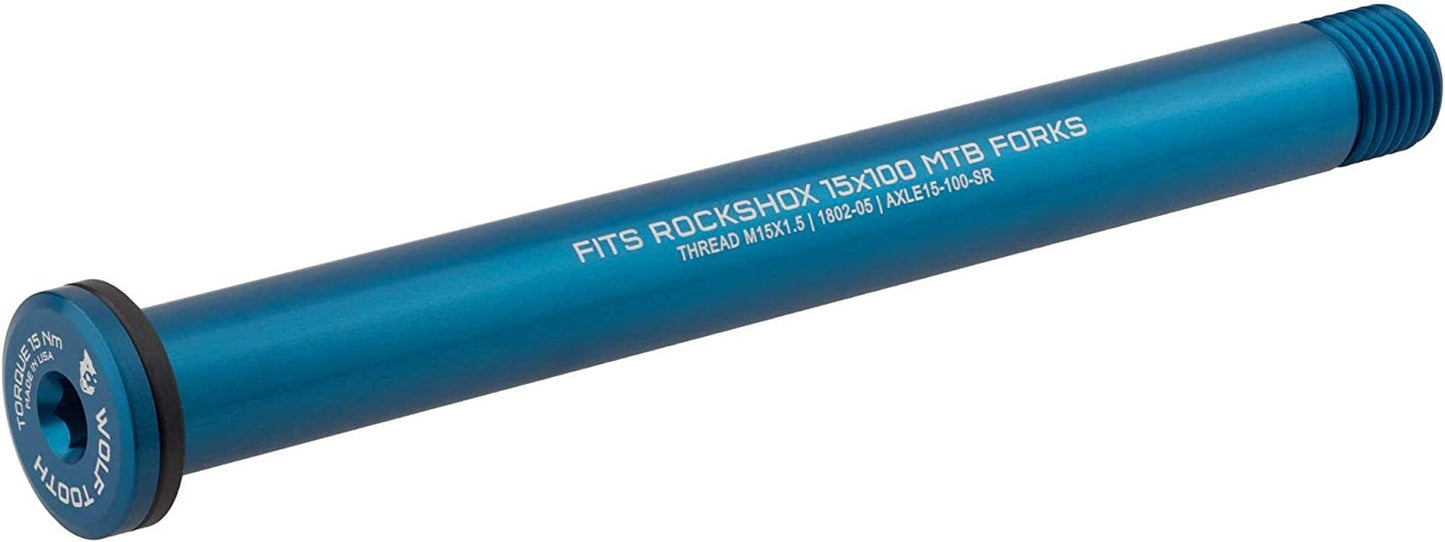 FITS ROCKSHOX 15x100 MTB FORKS
THREAD M15X1.5 | 1802-05 | AXLE15-100-SR
TORQUE 15 Nm
MADE IN USA
WOLF TOOTH